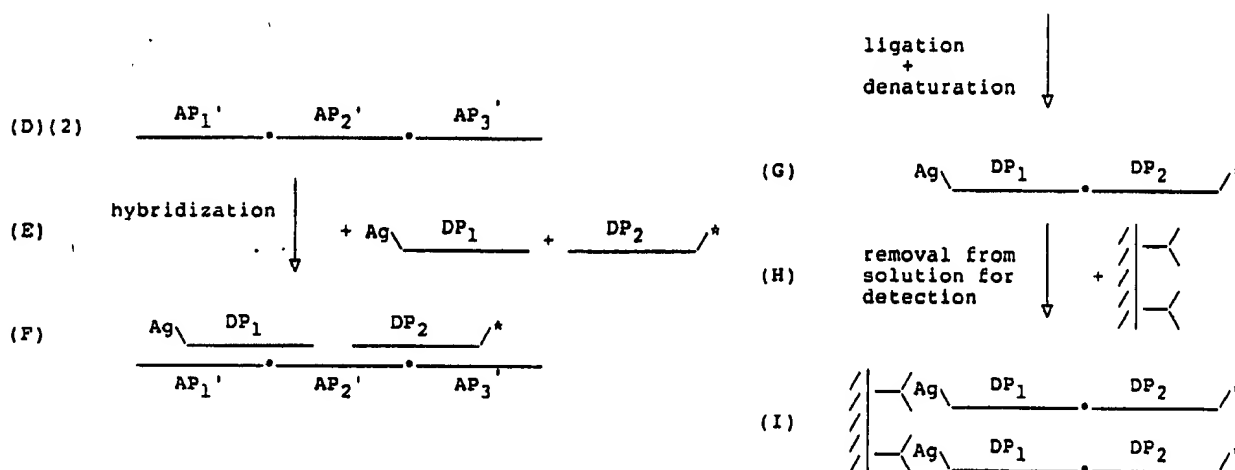 (D)(2)
AP1' AP2' AP3'
(E)
hybridization
+ Ag DP1 + DP2 *
(F)
Ag DP1 DP2 *
AP1' AP2' AP3'
ligation
+
denaturation
(G)
Ag DP1 DP2
(H)
removal from
solution for
detection
+
(I)
Ag DP1 DP2
Ag DP1 DP2